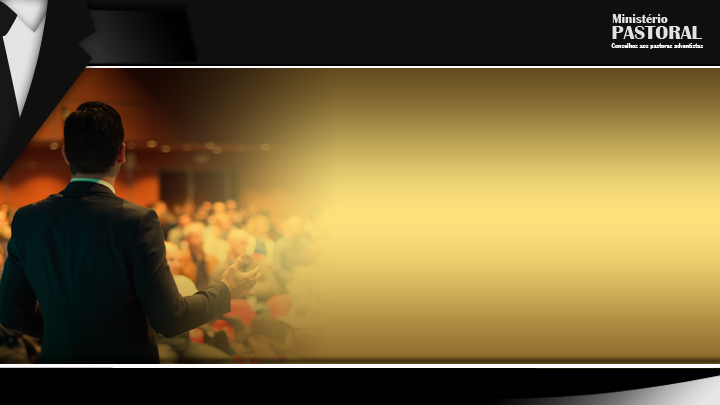 Ministério
PASTORAL
Conselhos aos pastores adventistas